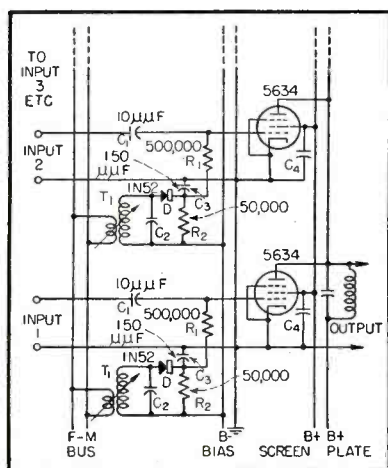 TO
INPUT
3
ETC
5634
10μμF
C1
500,000
INPUT
2
R1
C4
150
μμF
T1
1N52
50,000
D
C3
C2
R2
5634
10μμF
C1
500,000
INPUT
1
R1
C4
OUTPUT
150
μμF
T1
1N52
50,000
D
C3
C2
R2
F-M
BUS
B-
BIAS
B+
SCREEN
B+
PLATE